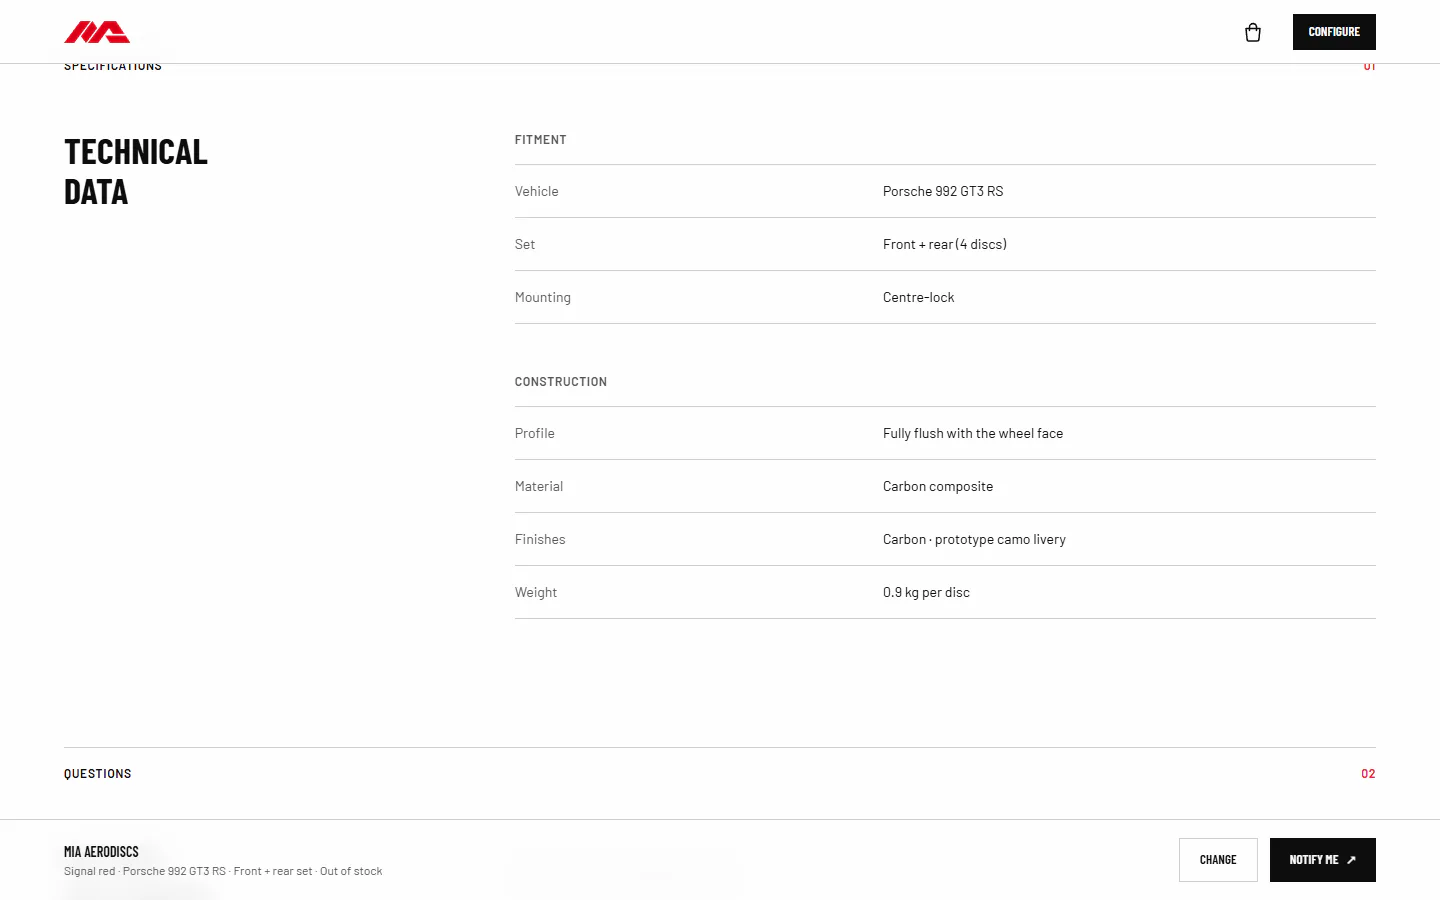 CONFIGURE
SPECIFICATIONS
01
TECHNICAL
DATA
FITMENT
Vehicle
Porsche 992 GT3 RS
Set
Front + rear (4 discs)
Mounting
Centre-lock
CONSTRUCTION
Profile
Fully flush with the wheel face
Material
Carbon composite
Finishes
Carbon · prototype camo livery
Weight
0.9 kg per disc
QUESTIONS
02
MIA AERODISCS
Signal red · Porsche 992 GT3 RS · Front + rear set · Out of stock
CHANGE
NOTIFY ME ↗